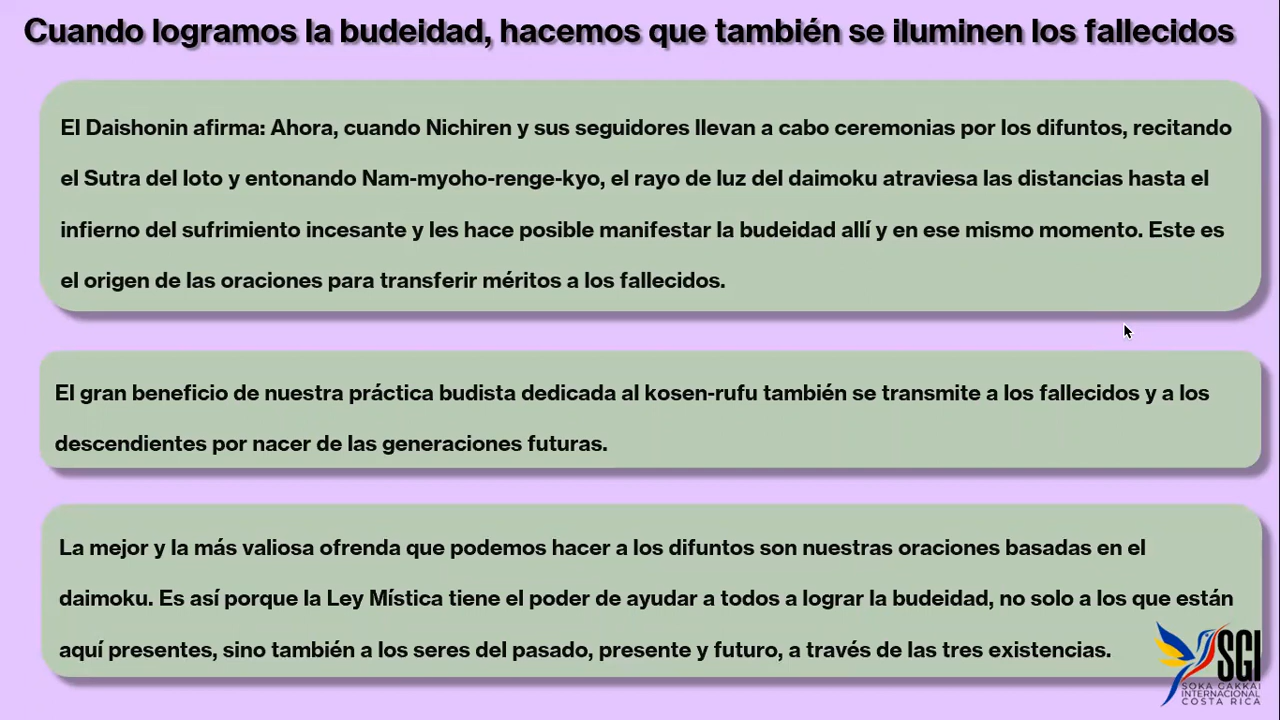 Cuando logramos la budeidad, hacemos que también se iluminen los fallecidos
El Daishonin afirma: Ahora, cuando Nichiren y sus seguidores llevan a cabo ceremonias por los difuntos, recitando
el Sutra del loto y entonando Nam-myoho-renge-kyo, el rayo de luz del daimoku atraviesa las distancias hasta el
infierno del sufrimiento incesante y les hace posible manifestar la budeidad allí y en ese mismo momento. Este es
el origen de las oraciones para transferir méritos a los fallecidos.
El gran beneficio de nuestra práctica budista dedicada al kosen-rufu también se transmite a los fallecidos y a los
descendientes por nacer de las generaciones futuras.
La mejor y la más valiosa ofrenda que podemos hacer a los difuntos son nuestras oraciones basadas en el
daimoku. Es así porque la Ley Mística tiene el poder de ayudar a todos a lograr la budeidad, no solo a los que están
aquí presentes, sino también a los seres del pasado, presente y futuro, a través de las tres existencias.
SGI
SOKA GAKKAI
INTERNACIONAL
COSTA RICA